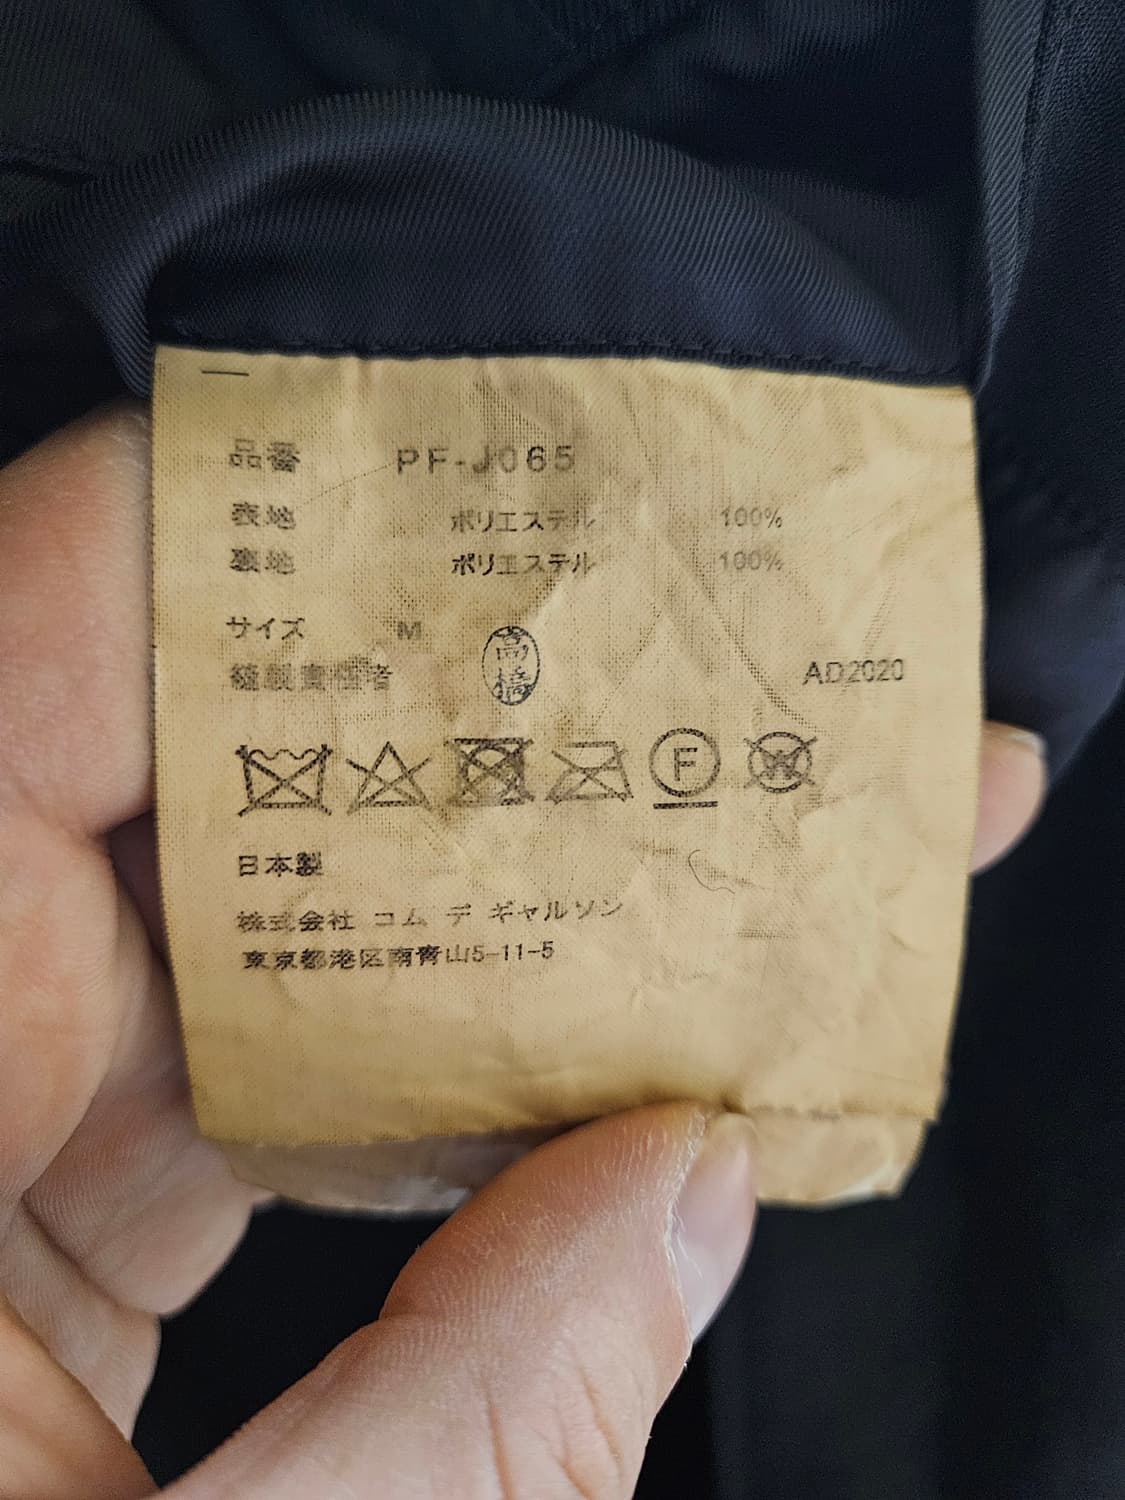 品番 PF-J065
表地 ポリエステル 100%
裏地 ポリエステル 100%
サイズ M
縫製責任者 高橋 AD2020
F W
日本製
株式会社 コム デ ギャルソン
東京都港区南青山5-11-5